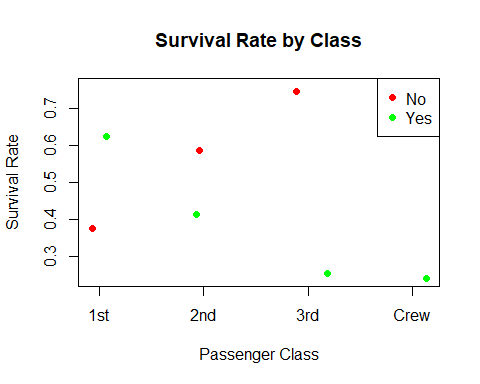 Survival Rate by Class
No
Yes
0.7
0.6
0.5
0.4
0.3
Survival Rate
1st
2nd
3rd
Crew
Passenger Class